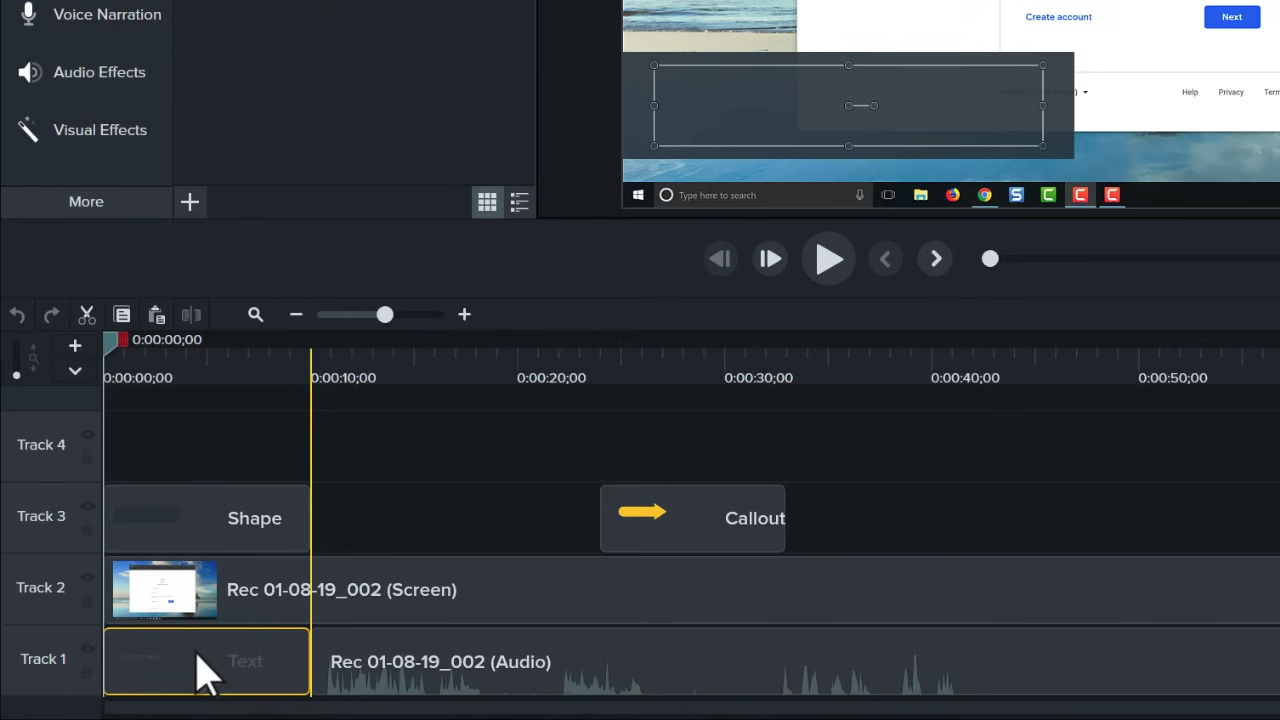 Voice Narration
Audio Effects
Visual Effects
More
Create account
Next
Help
Privacy
Type here to search
0:00:00;00
0:00:00;00
0:00:10;00
0:00:20;00
0:00:30;00
0:00:40;00
0:00:50;00
Track 4
Track 3
Shape
Callout
Track 2
Rec 01-08-19_002 (Screen)
Track 1
Text
Rec 01-08-19_002 (Audio)